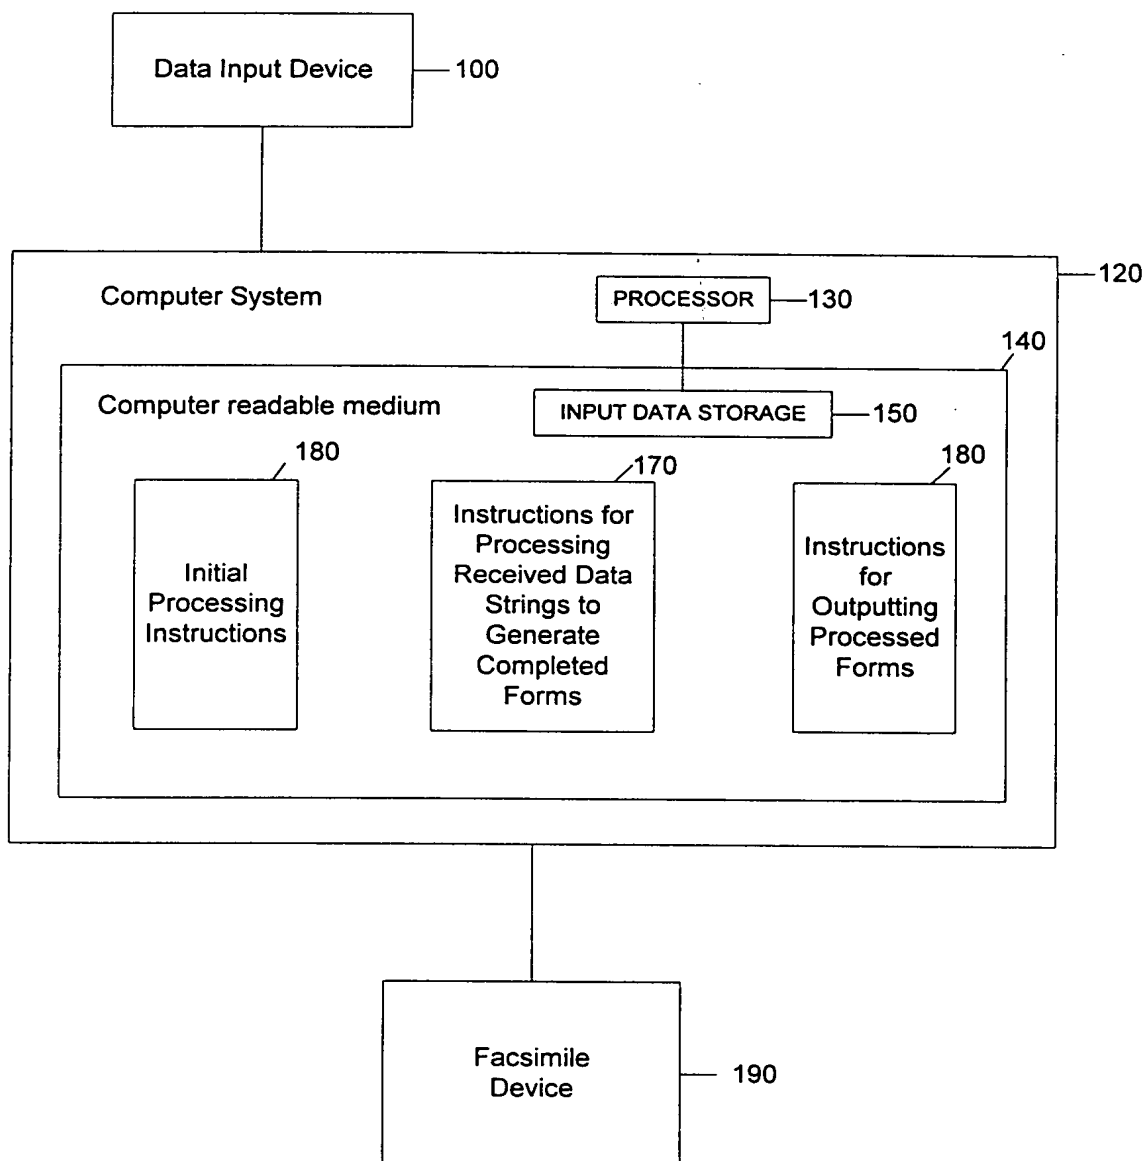 Data Input Device
100
120
Computer System
PROCESSOR
130
140
Computer readable medium
INPUT DATA STORAGE
150
180
170
180
Initial
Processing
Instructions
Instructions for
Processing
Received Data
Strings to
Generate
Completed
Forms
Instructions
for
Outputting
Processed
Forms
Facsimile
Device
190